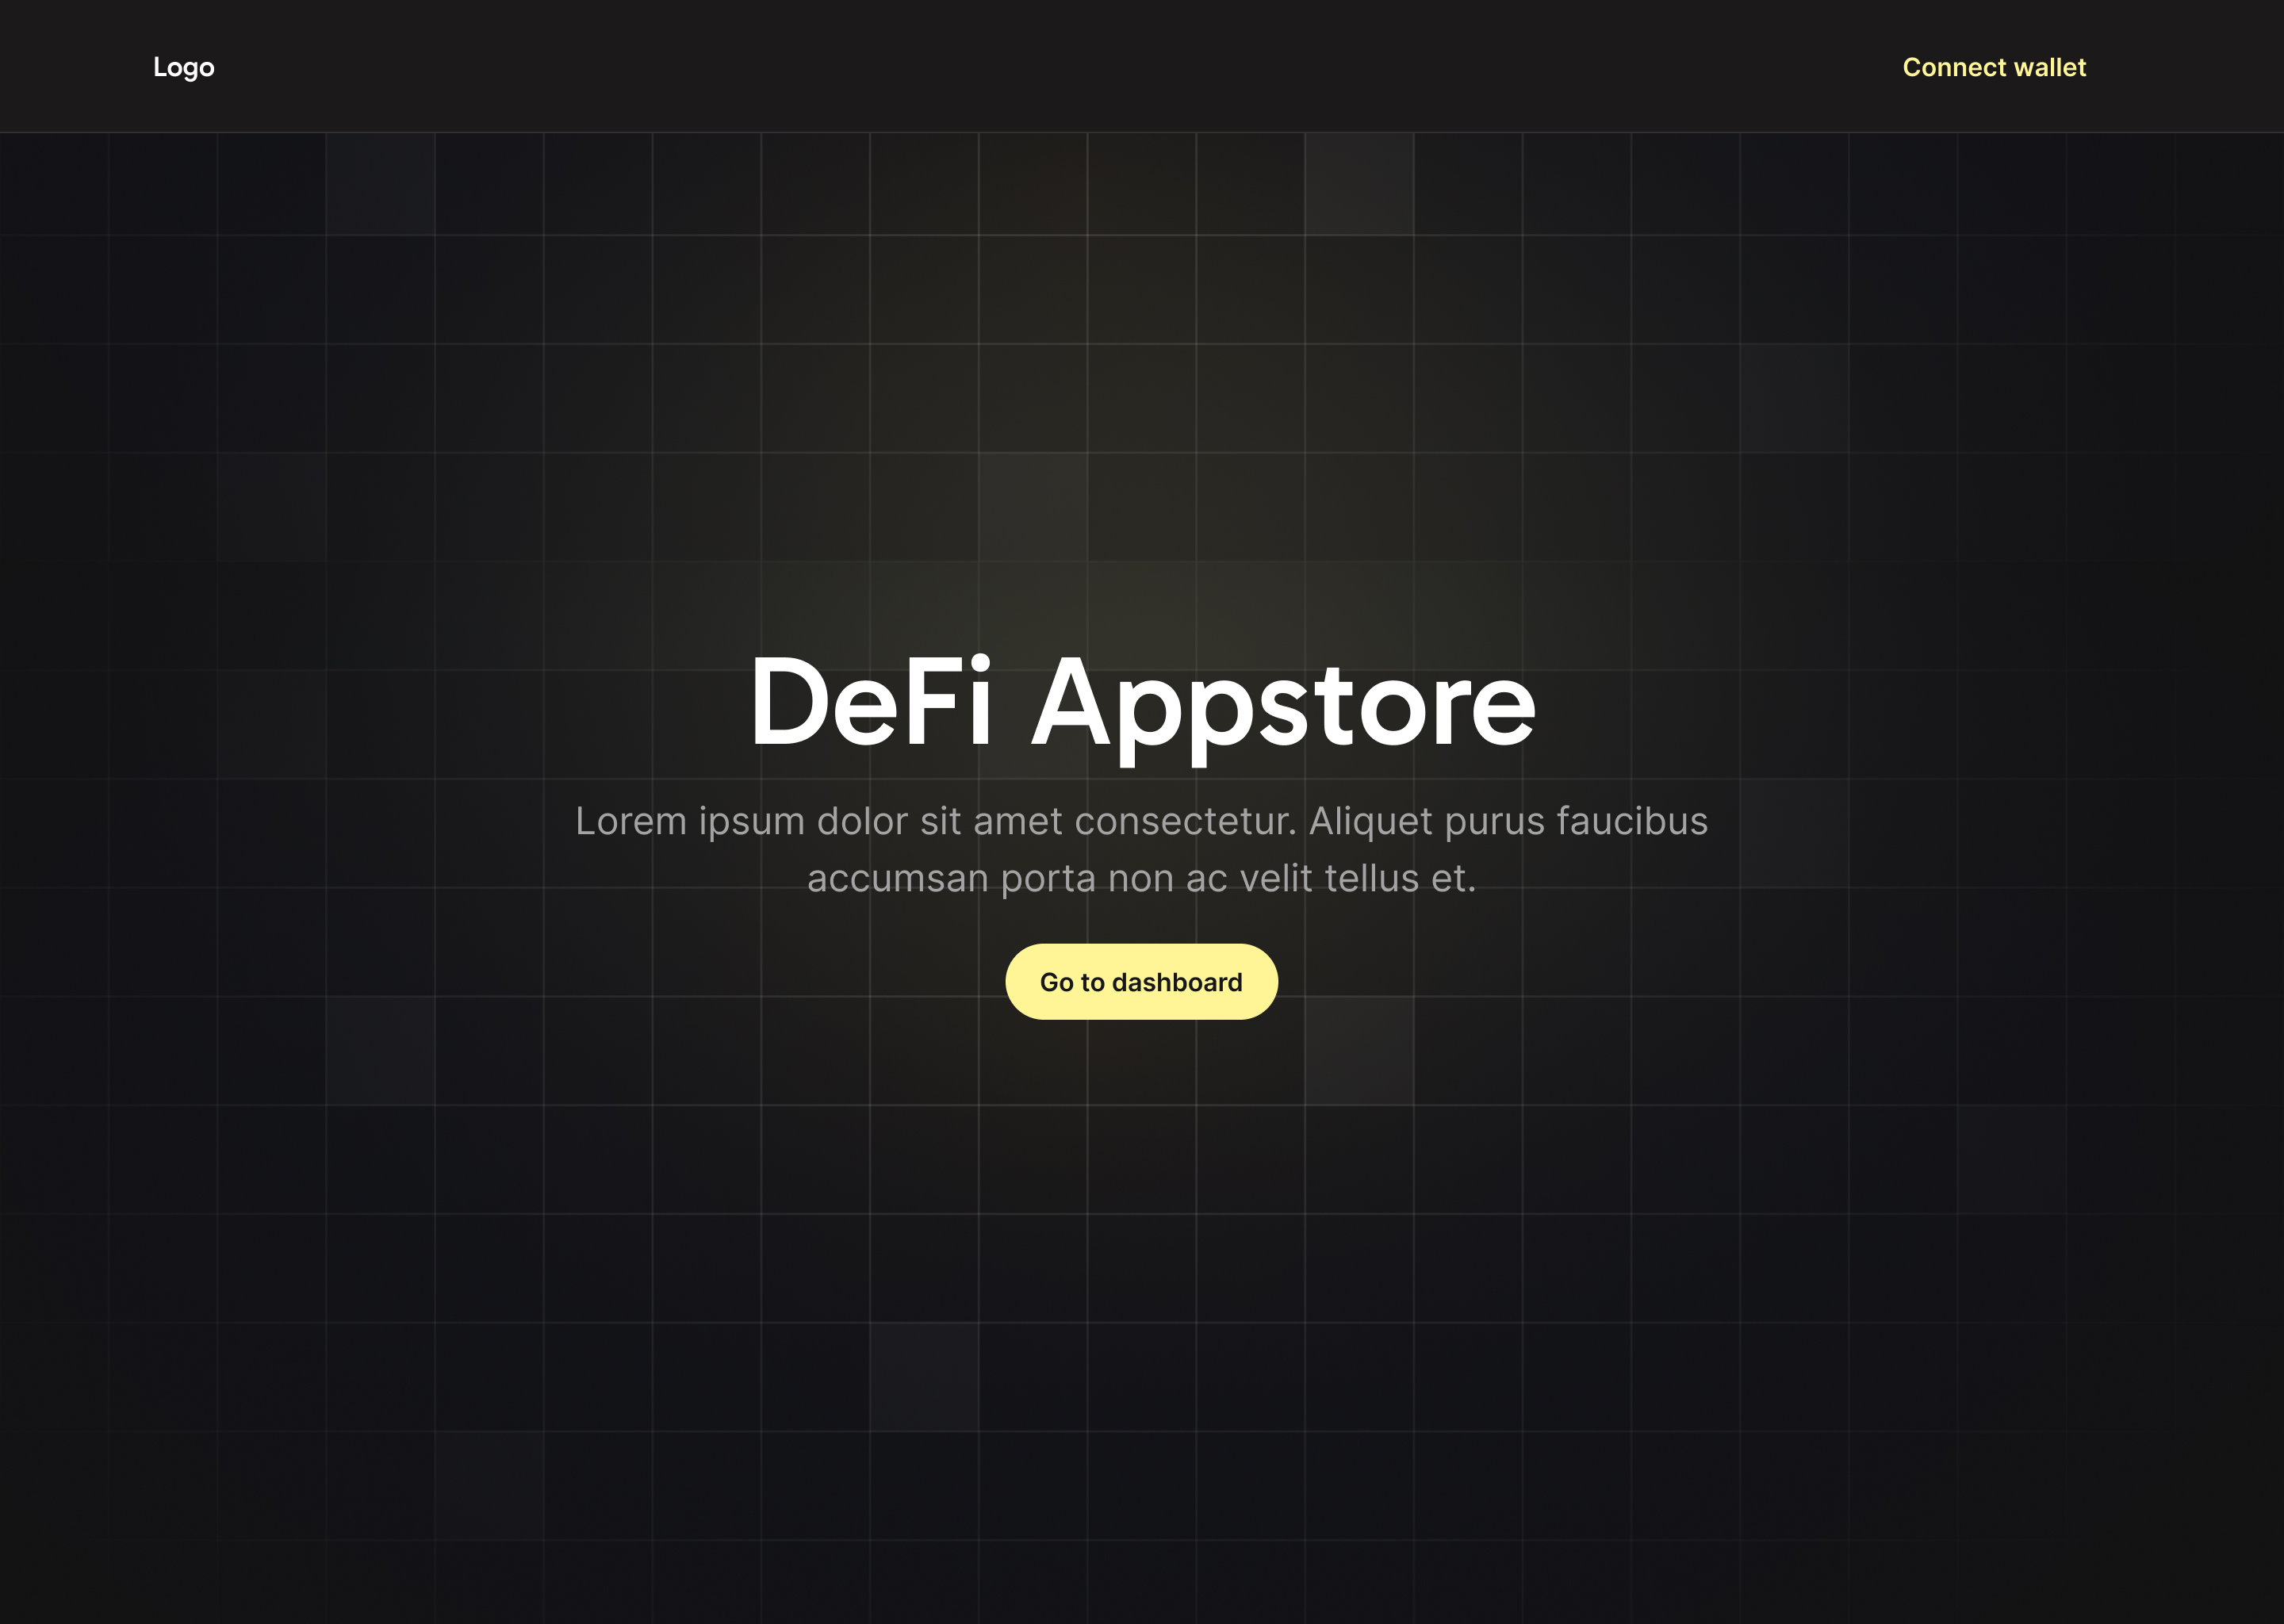 Logo
Connect wallet
DeFi Appstore
Lorem ipsum dolor sit amet consectetur. Aliquet purus faucibus
accumsan porta non ac velit tellus et.
Go to dashboard